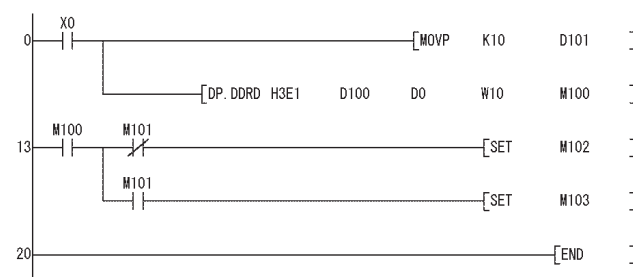 X0
0 [MOVP K10 D101 ]
[DP.DDRD H3E1 D100 D0 W10 M100 ]
M100 M101
13 [SET M102 ]
M101
[SET M103 ]
20 [END ]